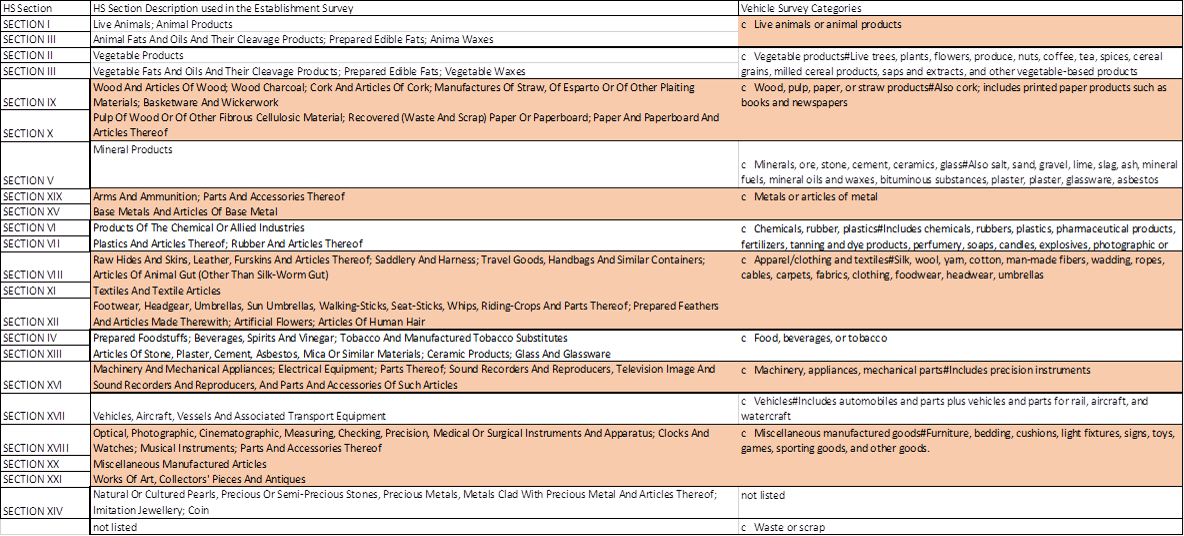 HS Section HS Section Description used in the Establishment Survey Vehicle Survey Categories
SECTION I Live Animals; Animal Products c Live animals or animal products
SECTION III Animal Fats And Oils And Their Cleavage Products; Prepared Edible Fats; Anima Waxes
SECTION II Vegetable Products c Vegetable products#Live trees, plants, flowers, produce, nuts, coffee, tea, spices, cereal
SECTION III Vegetable Fats And Oils And Their Cleavage Products; Prepared Edible Fats; Vegetable Waxes grains, milled cereal products, saps and extracts, and other vegetable-based products
Wood And Articles Of Wood; Wood Charcoal; Cork And Articles Of Cork; Manufactures Of Straw, Of Esparto Or Of Other Plaiting c Wood, pulp, paper, or straw products#Also cork; includes printed paper products such as
SECTION IX Materials; Basketware And Wickerwork books and newspapers
Pulp Of Wood Or Of Other Fibrous Cellulosic Material; Recovered (Waste And Scrap) Paper Or Paperboard; Paper And Paperboard And
SECTION X Articles Thereof
Mineral Products
c Minerals, ore, stone, cement, ceramics, glass#Also salt, sand, gravel, lime, slag, ash, mineral
SECTION V fuels, mineral oils and waxes, bituminous substances, plaster, plaster, glassware, asbestos
SECTION XIX Arms And Ammunition; Parts And Accessories Thereof c Metals or articles of metal
SECTION XV Base Metals And Articles Of Base Metal
SECTION VI Products Of The Chemical Or Allied Industries c Chemicals, rubber, plastics#Includes chemicals, rubbers, plastics, pharmaceutical products,
SECTION VII Plastics And Articles Thereof; Rubber And Articles Thereof fertilizers, tanning and dye products, perfumery, soaps, candles, explosives, photographic or
Raw Hides And Skins, Leather, Furskins And Articles Thereof; Saddlery And Harness; Travel Goods, Handbags And Similar Containers; c Apparel/clothing and textiles#Silk, wool, yarn, cotton, man-made fibers, wadding, ropes,
SECTION VIII Articles Of Animal Gut (Other Than Silk-Worm Gut) cables, carpets, fabrics, clothing, footwear, headwear, umbrellas
SECTION XI Textiles And Textile Articles
Footwear, Headgear, Umbrellas, Sun Umbrellas, Walking-Sticks, Seat-Sticks, Whips, Riding-Crops And Parts Thereof; Prepared Feathers
SECTION XII And Articles Made Therewith; Artificial Flowers; Articles Of Human Hair
SECTION IV Prepared Foodstuffs; Beverages, Spirits And Vinegar; Tobacco And Manufactured Tobacco Substitutes c Food, beverages, or tobacco
SECTION XIII Articles Of Stone, Plaster, Cement, Asbestos, Mica Or Similar Materials; Ceramic Products; Glass And Glassware
Machinery And Mechanical Appliances; Electrical Equipment; Parts Thereof; Sound Recorders And Reproducers, Television Image And c Machinery, appliances, mechanical parts#Includes precision instruments
SECTION XVI Sound Recorders And Reproducers, And Parts And Accessories Of Such Articles
c Vehicles#Includes automobiles and parts plus vehicles and parts for rail, aircraft, and
SECTION XVII Vehicles, Aircraft, Vessels And Associated Transport Equipment watercraft
Optical, Photographic, Cinematographic, Measuring, Checking, Precision, Medical Or Surgical Instruments And Apparatus; Clocks And c Miscellaneous manufactured goods#Furniture, bedding, cushions, light fixtures, signs, toys,
SECTION XVIII Watches; Musical Instruments; Parts And Accessories Thereof games, sporting goods, and other goods.
SECTION XX Miscellaneous Manufactured Articles
SECTION XXI Works Of Art, Collectors' Pieces And Antiques
Natural Or Cultured Pearls, Precious Or Semi-Precious Stones, Precious Metals, Metals Clad With Precious Metal And Articles Thereof; not listed
SECTION XIV Imitation Jewellery; Coin
not listed c Waste or scrap